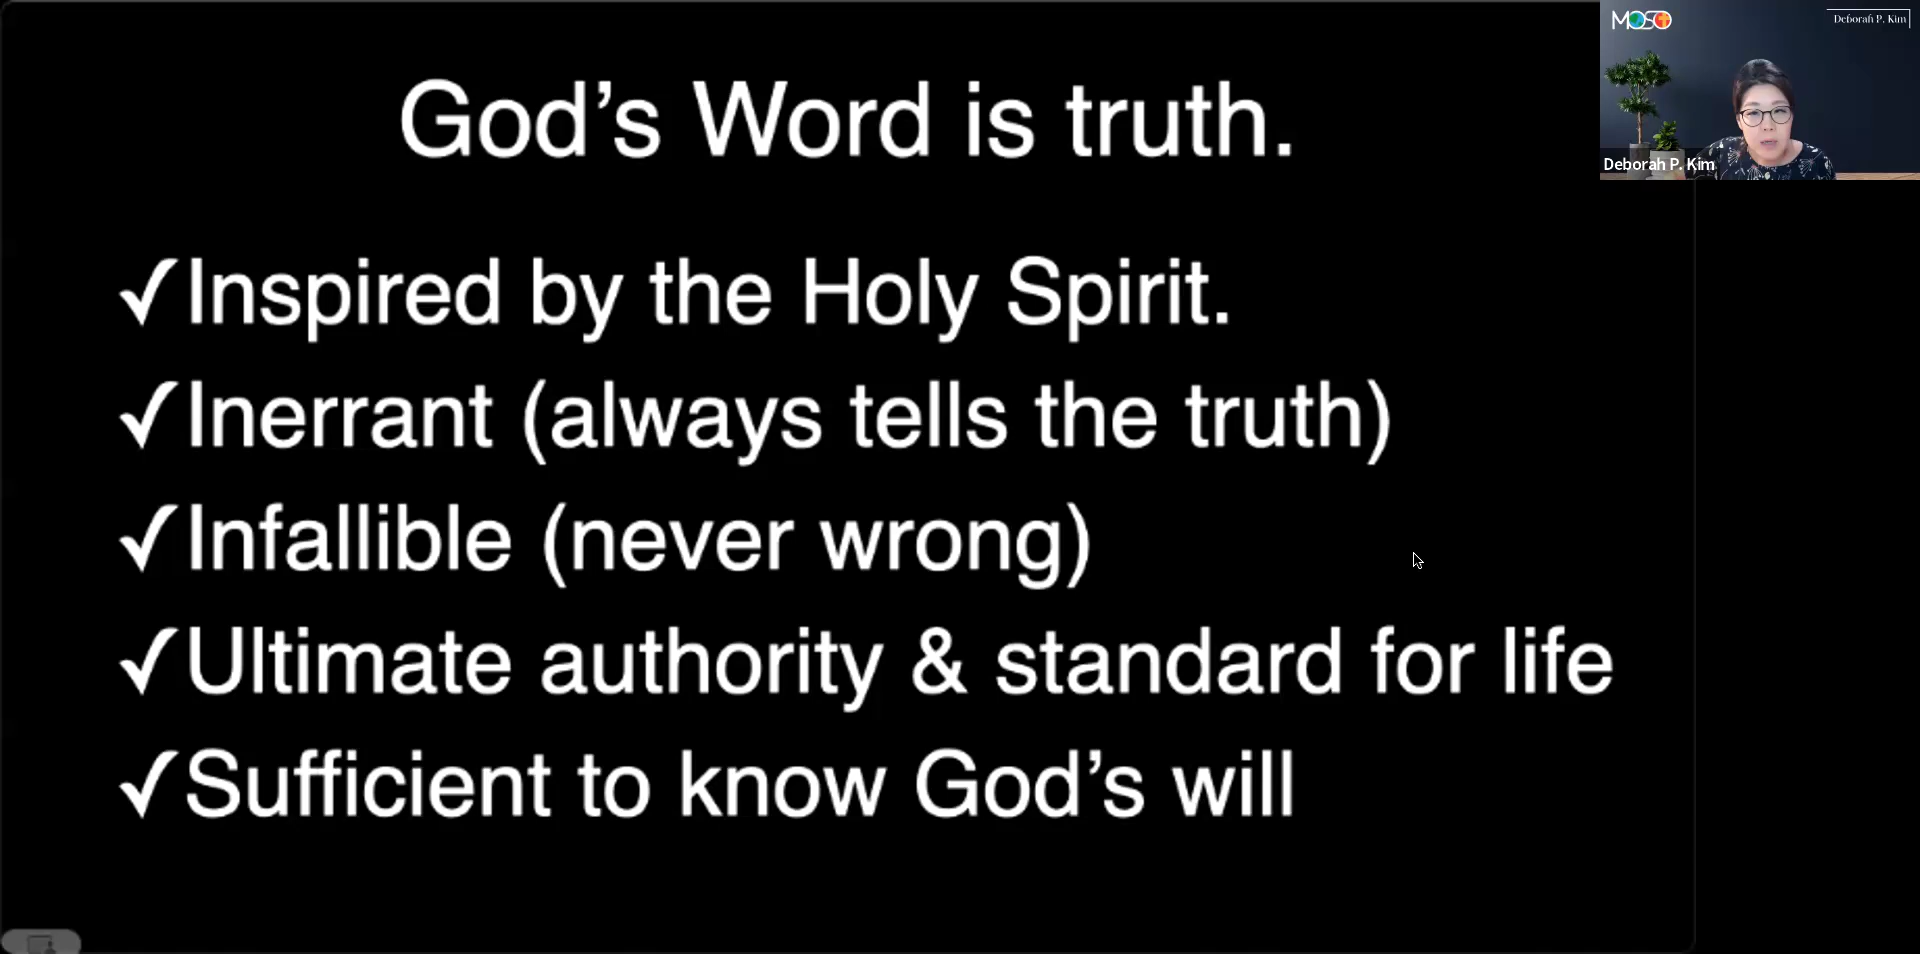 God’s Word is truth.
✓Inspired by the Holy Spirit.
✓Inerrant (always tells the truth)
✓Infallible (never wrong)
✓Ultimate authority & standard for life
✓Sufficient to know God’s will
MOSO
Deborah P. Kim
Deborah P. Kim